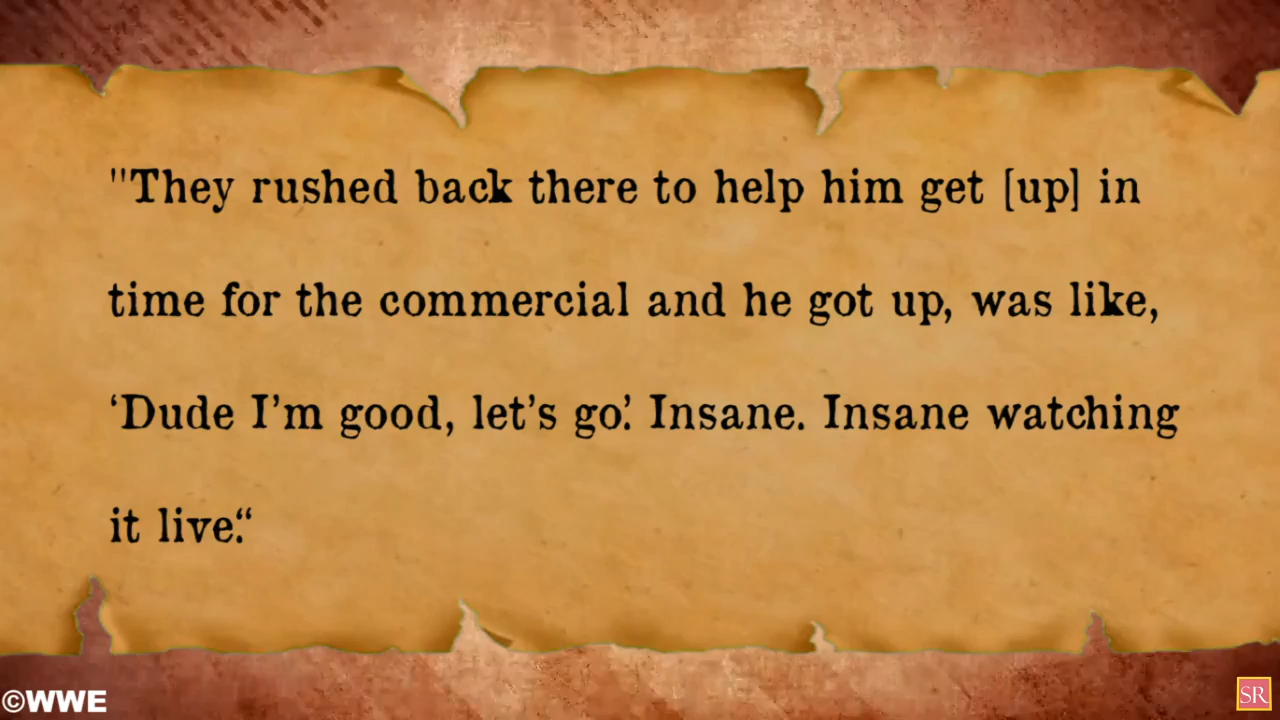 "They rushed back there to help him get [up] in
time for the commercial and he got up, was like,
‘Dude I’m good, let’s go.’ Insane. Insane watching
it live.“
©WWE
SR